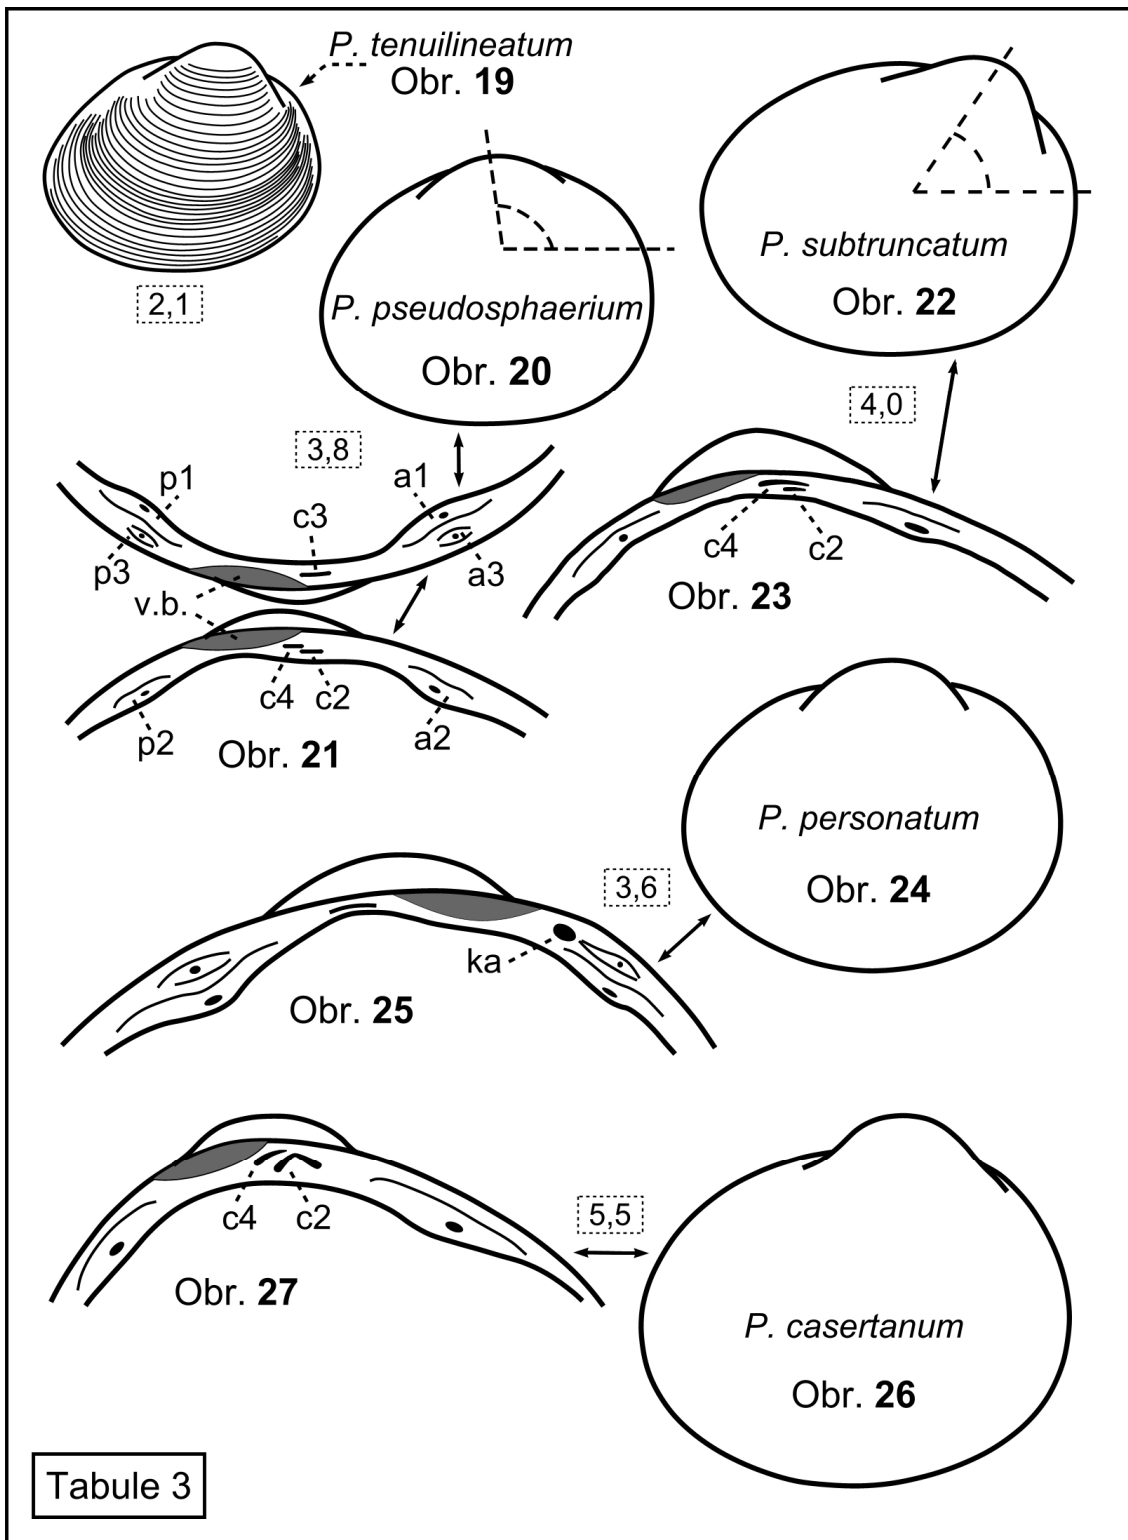 P. tenuilineatum
Obr. 19
2,1
P. pseudosphaerium
Obr. 20
P. subtruncatum
Obr. 22
4,0
3,8
p1
a1
c3
p3
a3
v.b.
c4
c2
p2
a2
Obr. 21
c4
c2
Obr. 23
P. personatum
Obr. 24
3,6
ka
Obr. 25
c4
c2
Obr. 27
5,5
P. casertanum
Obr. 26
Tabule 3